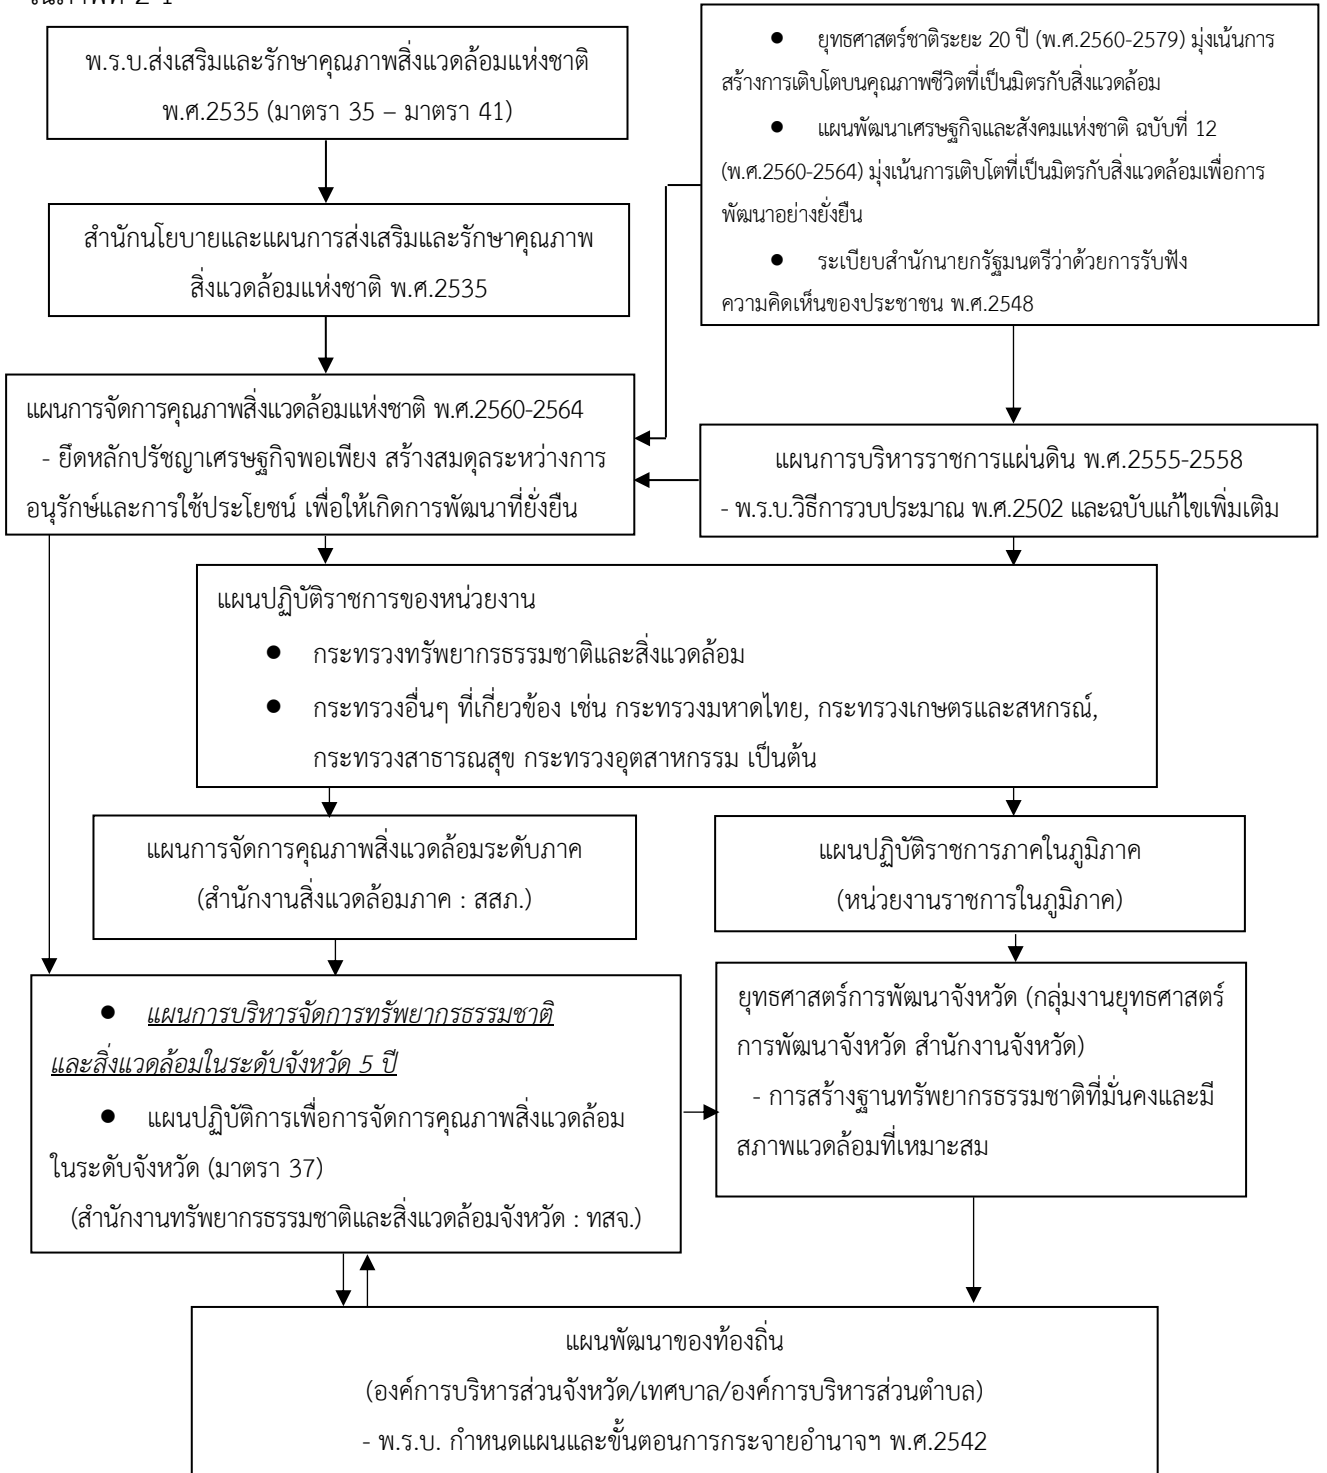 ในภาพที่ 2-1
พ.ร.บ.ส่งเสริมและรักษาคุณภาพสิ่งแวดล้อมแห่งชาติ
พ.ศ.2535 (มาตรา 35 – มาตรา 41)
● ยุทธศาสตร์ชาติระยะ 20 ปี (พ.ศ.2560-2579) มุ่งเน้นการ
สร้างการเติบโตบนคุณภาพชีวิตที่เป็นมิตรกับสิ่งแวดล้อม
● แผนพัฒนาเศรษฐกิจและสังคมแห่งชาติ ฉบับที่ 12
(พ.ศ.2560-2564) มุ่งเน้นการเติบโตที่เป็นมิตรกับสิ่งแวดล้อมเพื่อการ
พัฒนาอย่างยั่งยืน
● ระเบียบสำนักนายกรัฐมนตรีว่าด้วยการรับฟัง
ความคิดเห็นของประชาชน พ.ศ.2548
สำนักนโยบายและแผนการส่งเสริมและรักษาคุณภาพ
สิ่งแวดล้อมแห่งชาติ พ.ศ.2535
แผนการจัดการคุณภาพสิ่งแวดล้อมแห่งชาติ พ.ศ.2560-2564
- ยึดหลักปรัชญาเศรษฐกิจพอเพียง สร้างสมดุลระหว่างการ
อนุรักษ์และการใช้ประโยชน์ เพื่อให้เกิดการพัฒนาที่ยั่งยืน
แผนการบริหารราชการแผ่นดิน พ.ศ.2555-2558
- พ.ร.บ.วิธีการวบประมาณ พ.ศ.2502 และฉบับแก้ไขเพิ่มเติม
แผนปฏิบัติราชการของหน่วยงาน
● กระทรวงทรัพยากรธรรมชาติและสิ่งแวดล้อม
● กระทรวงอื่นๆ ที่เกี่ยวข้อง เช่น กระทรวงมหาดไทย, กระทรวงเกษตรและสหกรณ์,
กระทรวงสาธารณสุข กระทรวงอุตสาหกรรม เป็นต้น
แผนการจัดการคุณภาพสิ่งแวดล้อมระดับภาค
(สำนักงานสิ่งแวดล้อมภาค : สสภ.)
แผนปฏิบัติราชการภาคในภูมิภาค
(หน่วยงานราชการในภูมิภาค)
● แผนการบริหารจัดการทรัพยากรธรรมชาติ
และสิ่งแวดล้อมในระดับจังหวัด 5 ปี
● แผนปฏิบัติการเพื่อการจัดการคุณภาพสิ่งแวดล้อม
ในระดับจังหวัด (มาตรา 37)
(สำนักงานทรัพยากรธรรมชาติและสิ่งแวดล้อมจังหวัด : ทสจ.)
ยุทธศาสตร์การพัฒนาจังหวัด (กลุ่มงานยุทธศาสตร์
การพัฒนาจังหวัด สำนักงานจังหวัด)
- การสร้างฐานทรัพยากรธรรมชาติที่มั่นคงและมี
สภาพแวดล้อมที่เหมาะสม
แผนพัฒนาของท้องถิ่น
(องค์การบริหารส่วนจังหวัด/เทศบาล/องค์การบริหารส่วนตำบล)
- พ.ร.บ. กำหนดแผนและขั้นตอนการกระจายอำนาจฯ พ.ศ.2542